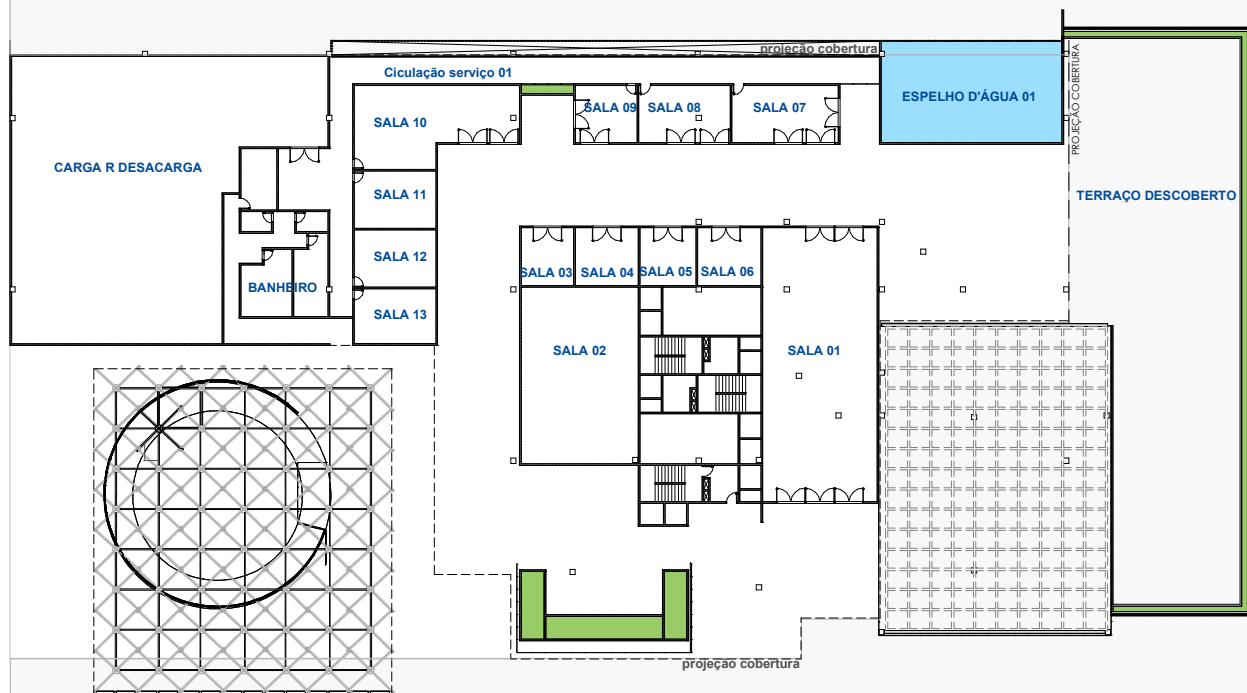 projeção cobertura
PROJEÇÃO COBERTURA
Ciculação serviço 01
ESPELHO D'ÁGUA 01
SALA 09
SALA 08
SALA 07
SALA 10
CARGA R DESACARGA
SALA 11
TERRAÇO DESCOBERTO
SALA 12
SALA 03
SALA 04
SALA 05
SALA 06
BANHEIRO
SALA 13
SALA 02
SALA 01
projeção cobertura